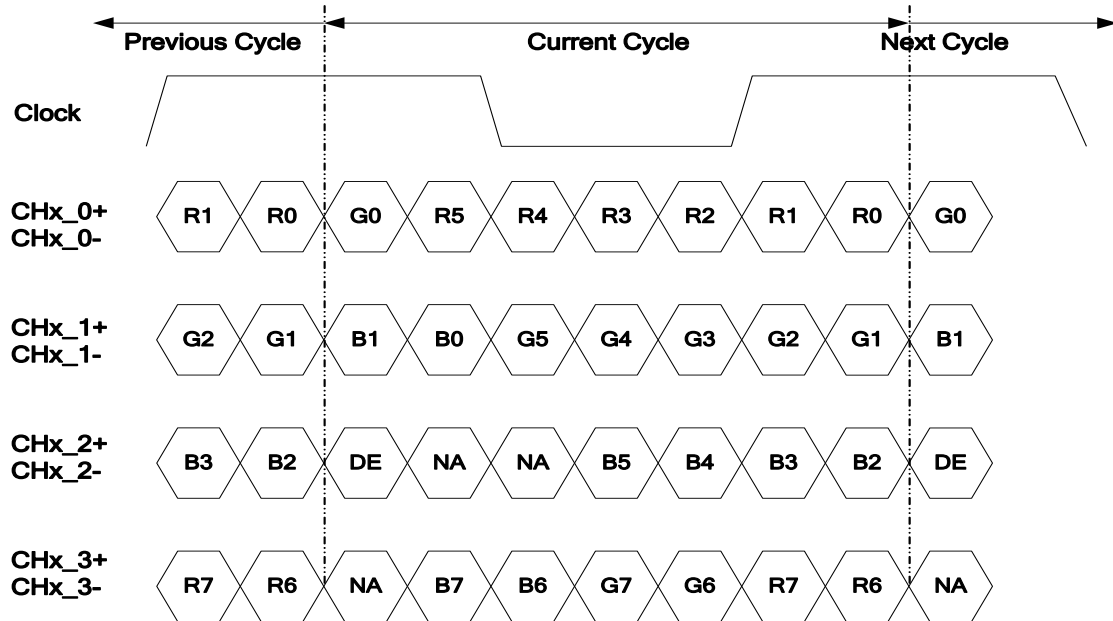 Previous Cycle Current Cycle Next Cycle
Clock
CHx_0+
CHx_0-
R1 R0 G0 R5 R4 R3 R2 R1 R0 G0
CHx_1+
CHx_1-
G2 G1 B1 B0 G5 G4 G3 G2 G1 B1
CHx_2+
CHx_2-
B3 B2 DE NA NA B5 B4 B3 B2 DE
CHx_3+
CHx_3-
R7 R6 NA B7 B6 G7 G6 R7 R6 NA